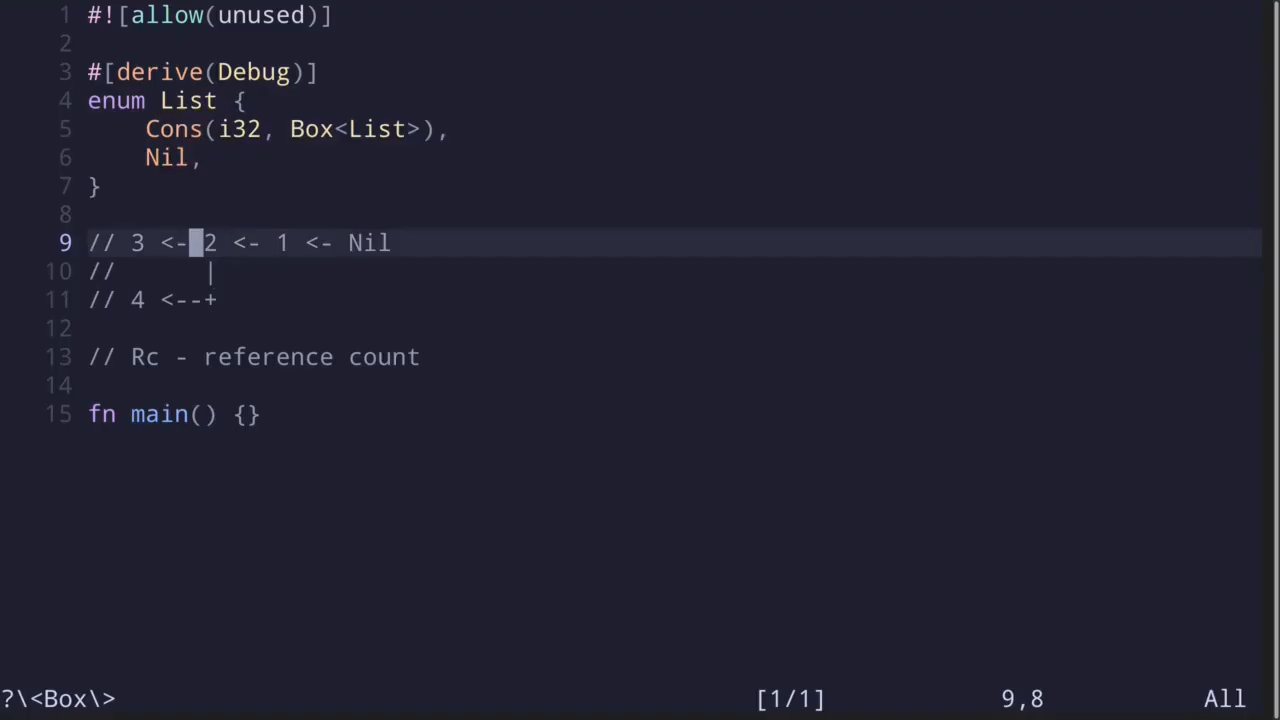 1 #![allow(unused)]
2
3 #[derive(Debug)]
4 enum List {
5     Cons(i32, Box<List>),
6     Nil,
7 }
8
9 // 3 <- 2 <- 1 <- Nil
10 //      |
11 // 4 <--+
12
13 // Rc - reference count
14
15 fn main() {}
?\<Box\> [1/1] 9,8 All